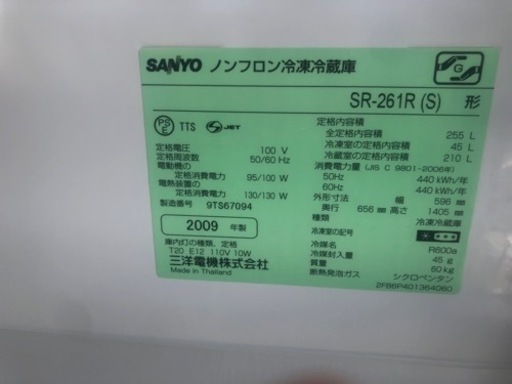 SANYO ノンフロン冷凍冷蔵庫
SR-261R (S) 形
PS E TTS S JET
定格電圧 100 V
定格周波数 50/60 Hz
電動機の
定格消費電力 95/100 W
電熱装置の
定格消費電力 130/130 W
製造番号 9TS67094
2009 年製
庫内灯の種類、定格
T20 E12 110V 10W
三洋電機株式会社
Made in Thailand
G
定格内容積
全定格内容積 255 L
冷凍室の定格内容積 45 L
冷蔵室の定格内容積 210 L
消費電力量 (JIS C 9801-2006年)
50Hz 440 kWh/年
60Hz 440 kWh/年
外形寸法 幅 596 mm
奥行 656 mm 高さ 1405 mm
種類 冷凍冷蔵庫
冷凍室の記号
冷媒名 R600a
冷媒封入量 45 g
質量 60 kg
断熱発泡ガス シクロペンタン
2FB6P401364060